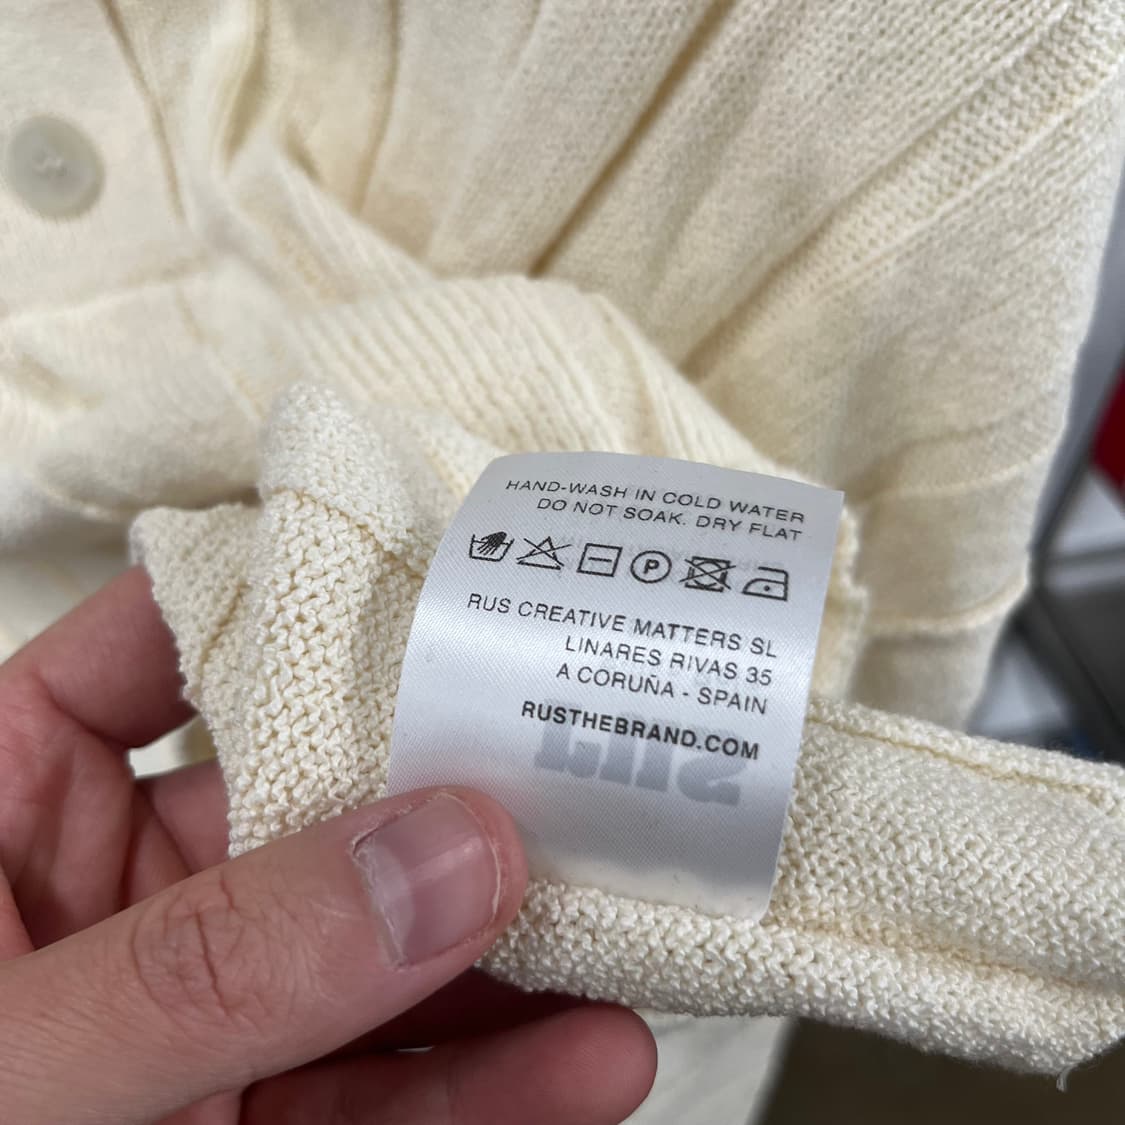 HAND-WASH IN COLD WATER
DO NOT SOAK. DRY FLAT
P
RUS CREATIVE MATTERS SL
LINARES RIVAS 35
A CORUÑA - SPAIN
RUSTHEBRAND.COM